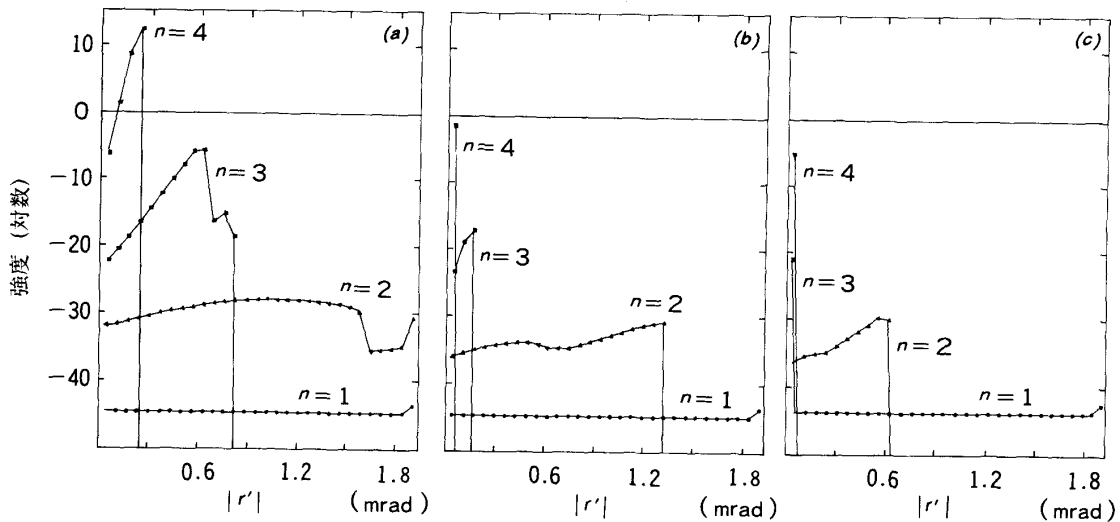 強度 (対数)
10
0
−10
−20
−30
−40
(a)
n=4
n=3
n=2
n=1
0.6
1.2
1.8
|r'|
(mrad)
(b)
n=4
n=3
n=2
n=1
0.6
1.2
1.8
|r'|
(mrad)
(c)
n=4
n=3
n=2
n=1
0.6
1.2
1.8
|r'|
(mrad)